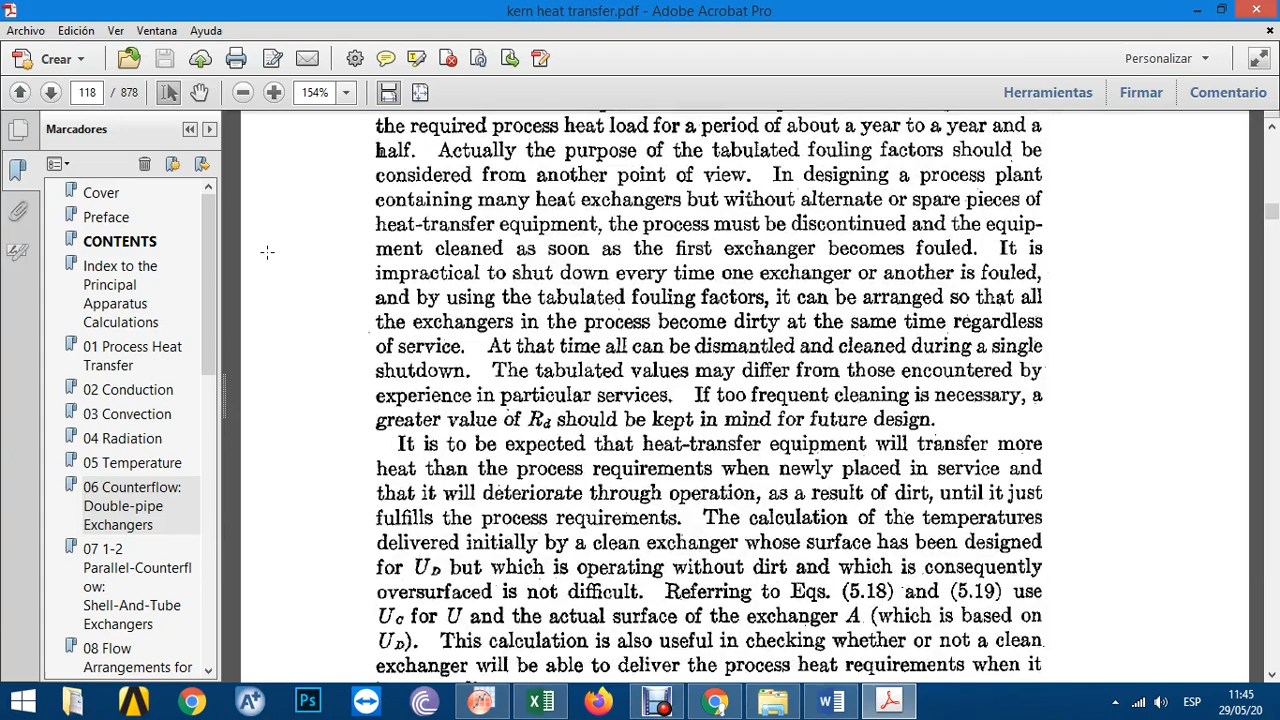 kern heat transfer.pdf - Adobe Acrobat Pro
Archivo Edición Ver Ventana Ayuda
Crear
Personalizar
118 / 878
154%
Herramientas Firmar Comentario
Marcadores
Cover
Preface
CONTENTS
Index to the
Principal
Apparatus
Calculations
01 Process Heat
Transfer
02 Conduction
03 Convection
04 Radiation
05 Temperature
06 Counterflow:
Double-pipe
Exchangers
07 1-2
Parallel-Counterfl
ow:
Shell-And-Tube
Exchangers
08 Flow
Arrangements for
the required process heat load for a period of about a year to a year and a
half. Actually the purpose of the tabulated fouling factors should be
considered from another point of view. In designing a process plant
containing many heat exchangers but without alternate or spare pieces of
heat-transfer equipment, the process must be discontinued and the equip-
ment cleaned as soon as the first exchanger becomes fouled. It is
impractical to shut down every time one exchanger or another is fouled,
and by using the tabulated fouling factors, it can be arranged so that all
the exchangers in the process become dirty at the same time regardless
of service. At that time all can be dismantled and cleaned during a single
shutdown. The tabulated values may differ from those encountered by
experience in particular services. If too frequent cleaning is necessary, a
greater value of Rd should be kept in mind for future design.
It is to be expected that heat-transfer equipment will transfer more
heat than the process requirements when newly placed in service and
that it will deteriorate through operation, as a result of dirt, until it just
fulfills the process requirements. The calculation of the temperatures
delivered initially by a clean exchanger whose surface has been designed
for UD but which is operating without dirt and which is consequently
oversurfaced is not difficult. Referring to Eqs. (5.18) and (5.19) use
UC for U and the actual surface of the exchanger A (which is based on
UD). This calculation is also useful in checking whether or not a clean
exchanger will be able to deliver the process heat requirements when it
A+
Ps
W
ESP
11:45
29/05/20